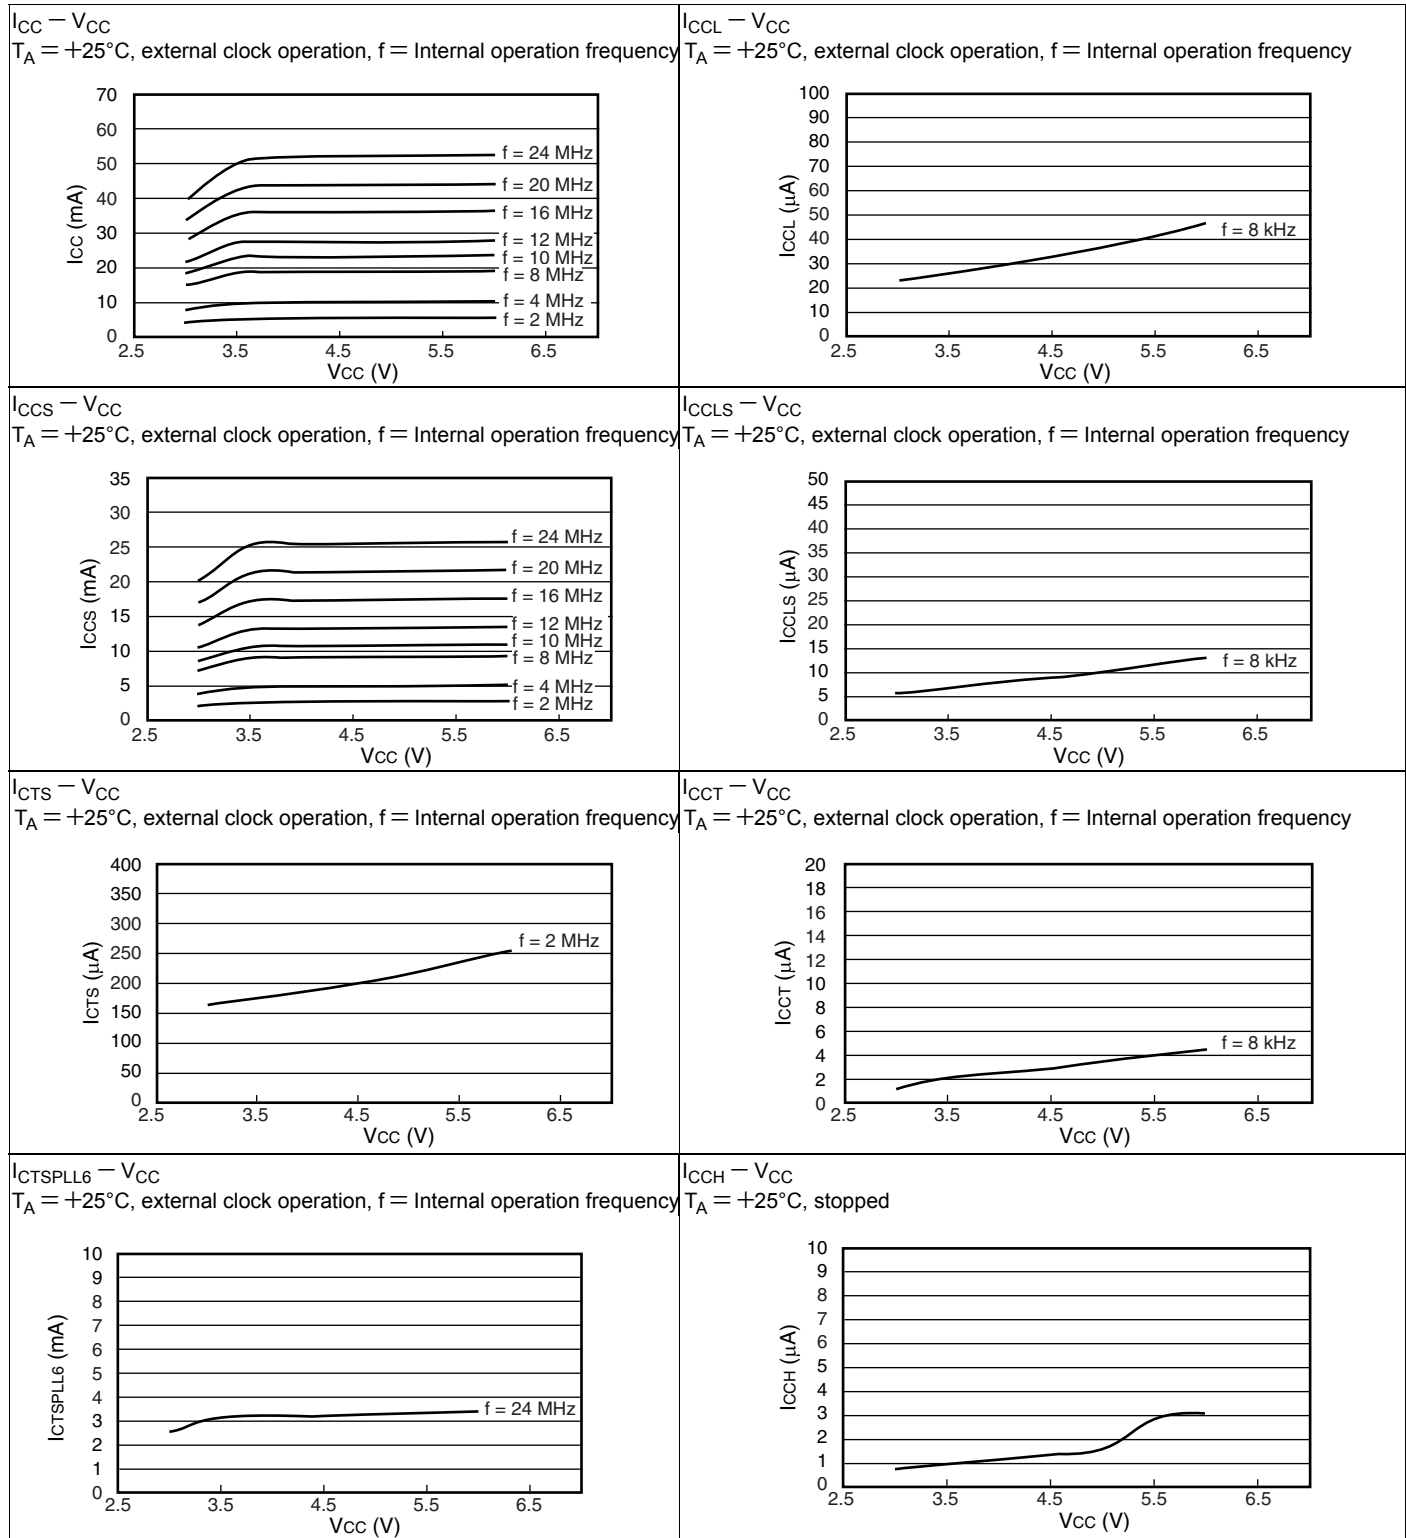 ICC − VCC
TA = +25°C, external clock operation, f = Internal operation frequency
70
60
50
40
30
20
10
0
ICC (mA)
f = 24 MHz
f = 20 MHz
f = 16 MHz
f = 12 MHz
f = 10 MHz
f = 8 MHz
f = 4 MHz
f = 2 MHz
2.5 3.5 4.5 5.5 6.5
VCC (V)
ICCL − VCC
TA = +25°C, external clock operation, f = Internal operation frequency
100
90
80
70
60
50
40
30
20
10
0
ICCL (μA)
f = 8 kHz
2.5 3.5 4.5 5.5 6.5
VCC (V)
ICCS − VCC
TA = +25°C, external clock operation, f = Internal operation frequency
35
30
25
20
15
10
5
0
ICCS (mA)
f = 24 MHz
f = 20 MHz
f = 16 MHz
f = 12 MHz
f = 10 MHz
f = 8 MHz
f = 4 MHz
f = 2 MHz
2.5 3.5 4.5 5.5 6.5
VCC (V)
ICCLS − VCC
TA = +25°C, external clock operation, f = Internal operation frequency
50
45
40
35
30
25
20
15
10
5
0
ICCLS (μA)
f = 8 kHz
2.5 3.5 4.5 5.5 6.5
VCC (V)
ICTS − VCC
TA = +25°C, external clock operation, f = Internal operation frequency
400
350
300
250
200
150
100
50
0
ICTS (μA)
f = 2 MHz
2.5 3.5 4.5 5.5 6.5
VCC (V)
ICCT − VCC
TA = +25°C, external clock operation, f = Internal operation frequency
20
18
16
14
12
10
8
6
4
2
0
ICCT (μA)
f = 8 kHz
2.5 3.5 4.5 5.5 6.5
VCC (V)
ICTSPLL6 − VCC
TA = +25°C, external clock operation, f = Internal operation frequency
10
9
8
7
6
5
4
3
2
1
0
ICTSPLL6 (mA)
f = 24 MHz
2.5 3.5 4.5 5.5 6.5
VCC (V)
ICCH − VCC
TA = +25°C, stopped
10
9
8
7
6
5
4
3
2
1
0
ICCH (μA)
2.5 3.5 4.5 5.5 6.5
VCC (V)